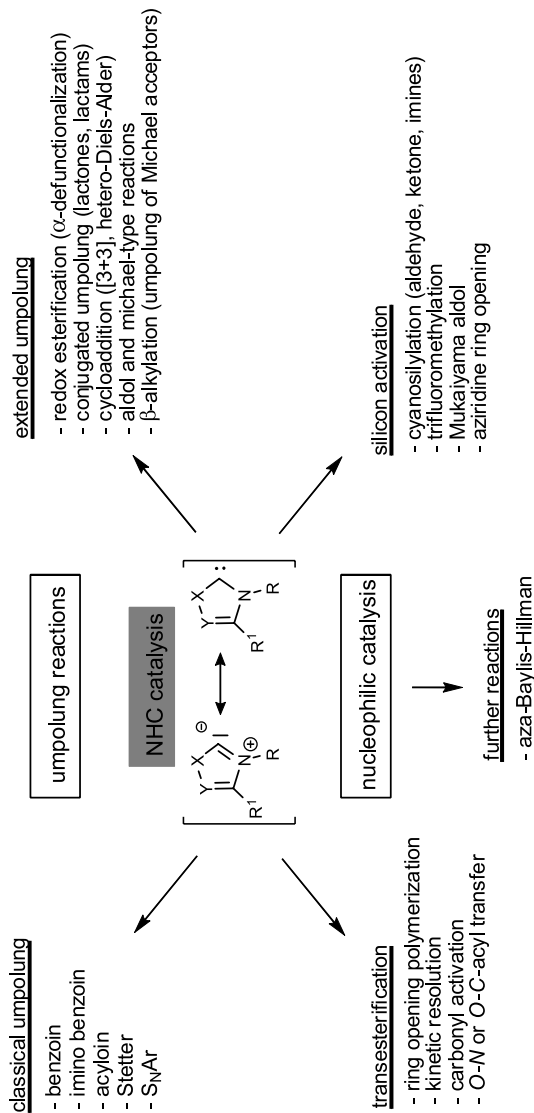 classical umpolung
- benzoin
- imino benzoin
- acyloin
- Stetter
- SNAr
umpolung reactions
NHC catalysis
extended umpolung
- redox esterification (α-defunctionalization)
- conjugated umpolung (lactones, lactams)
- cycloaddition ([3+3], hetero-Diels-Alder)
- aldol and michael-type reactions
- β-alkylation (umpolung of Michael acceptors)
Y X ⊖
R¹ N ⊕
R
Y X :
R¹ N
R
transesterification
- ring opening polymerization
- kinetic resolution
- carbonyl activation
- O-N or O-C-acyl transfer
nucleophilic catalysis
further reactions
- aza-Baylis-Hillman
silicon activation
- cyanosilylation (aldehyde, ketone, imines)
- trifluoromethylation
- Mukaiyama aldol
- aziridine ring opening